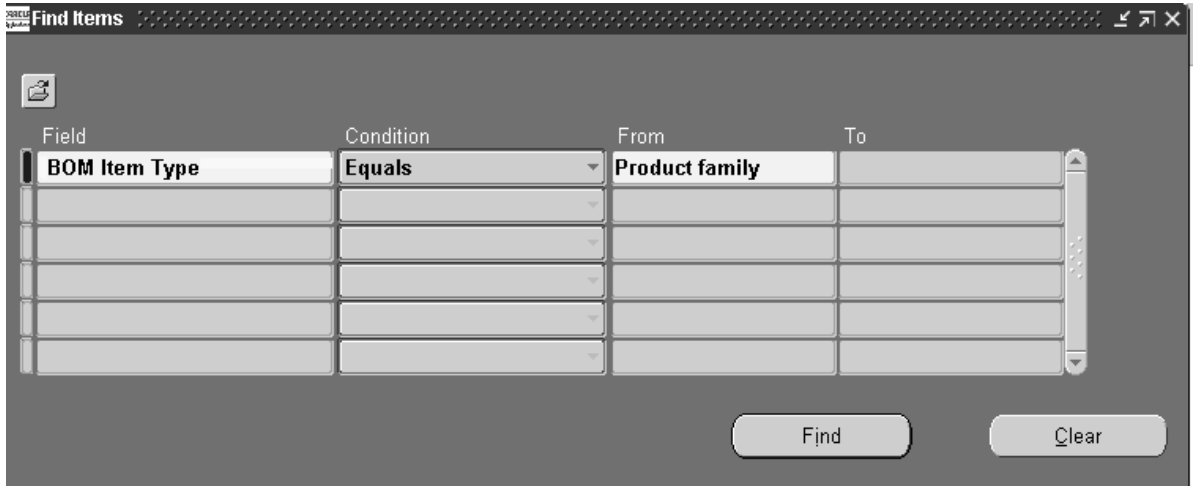 Find Items
Field Condition From To
BOM Item Type Equals Product family
Find Clear